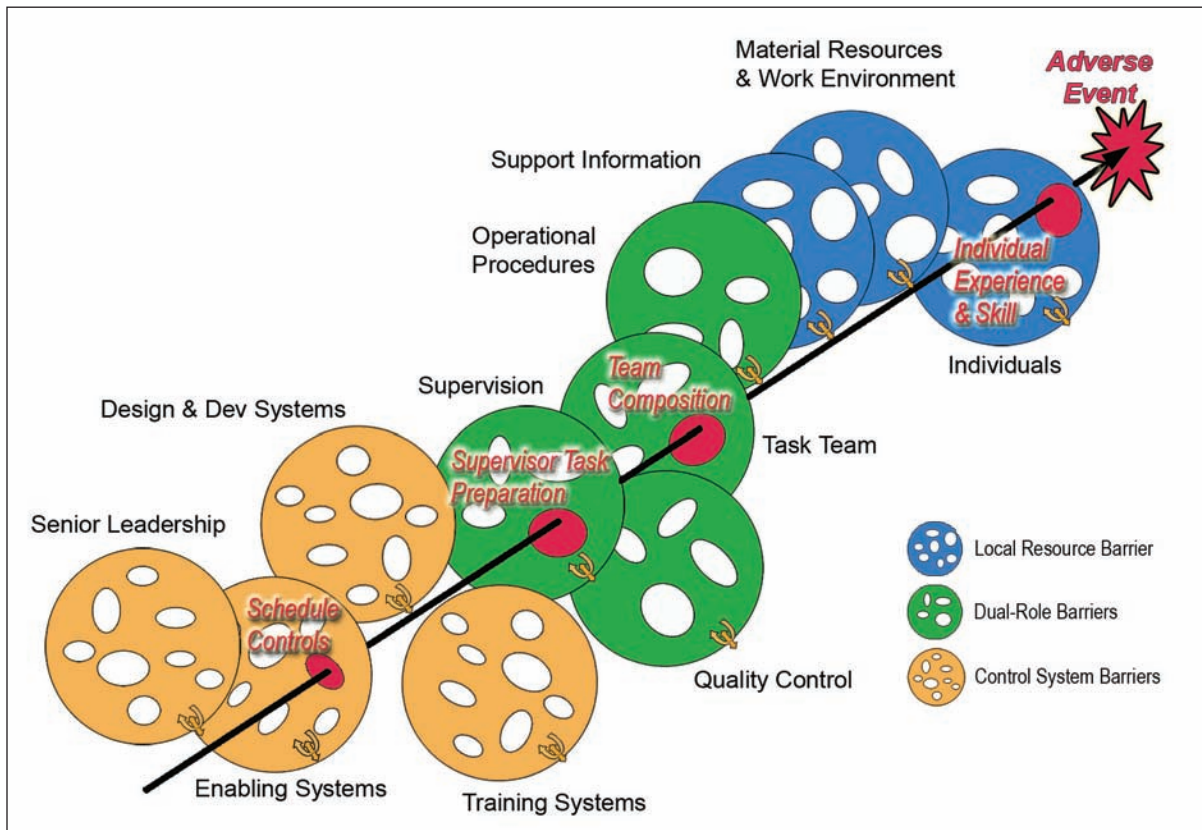 Material Resources
& Work Environment
Adverse
Event
Support Information
Operational
Procedures
Individual
Experience
& Skill
Individuals
Supervision
Team
Composition
Design & Dev Systems
Task Team
Supervisor Task
Preparation
Senior Leadership
Local Resource Barrier
Schedule
Controls
Dual-Role Barriers
Quality Control
Control System Barriers
Enabling Systems
Training Systems